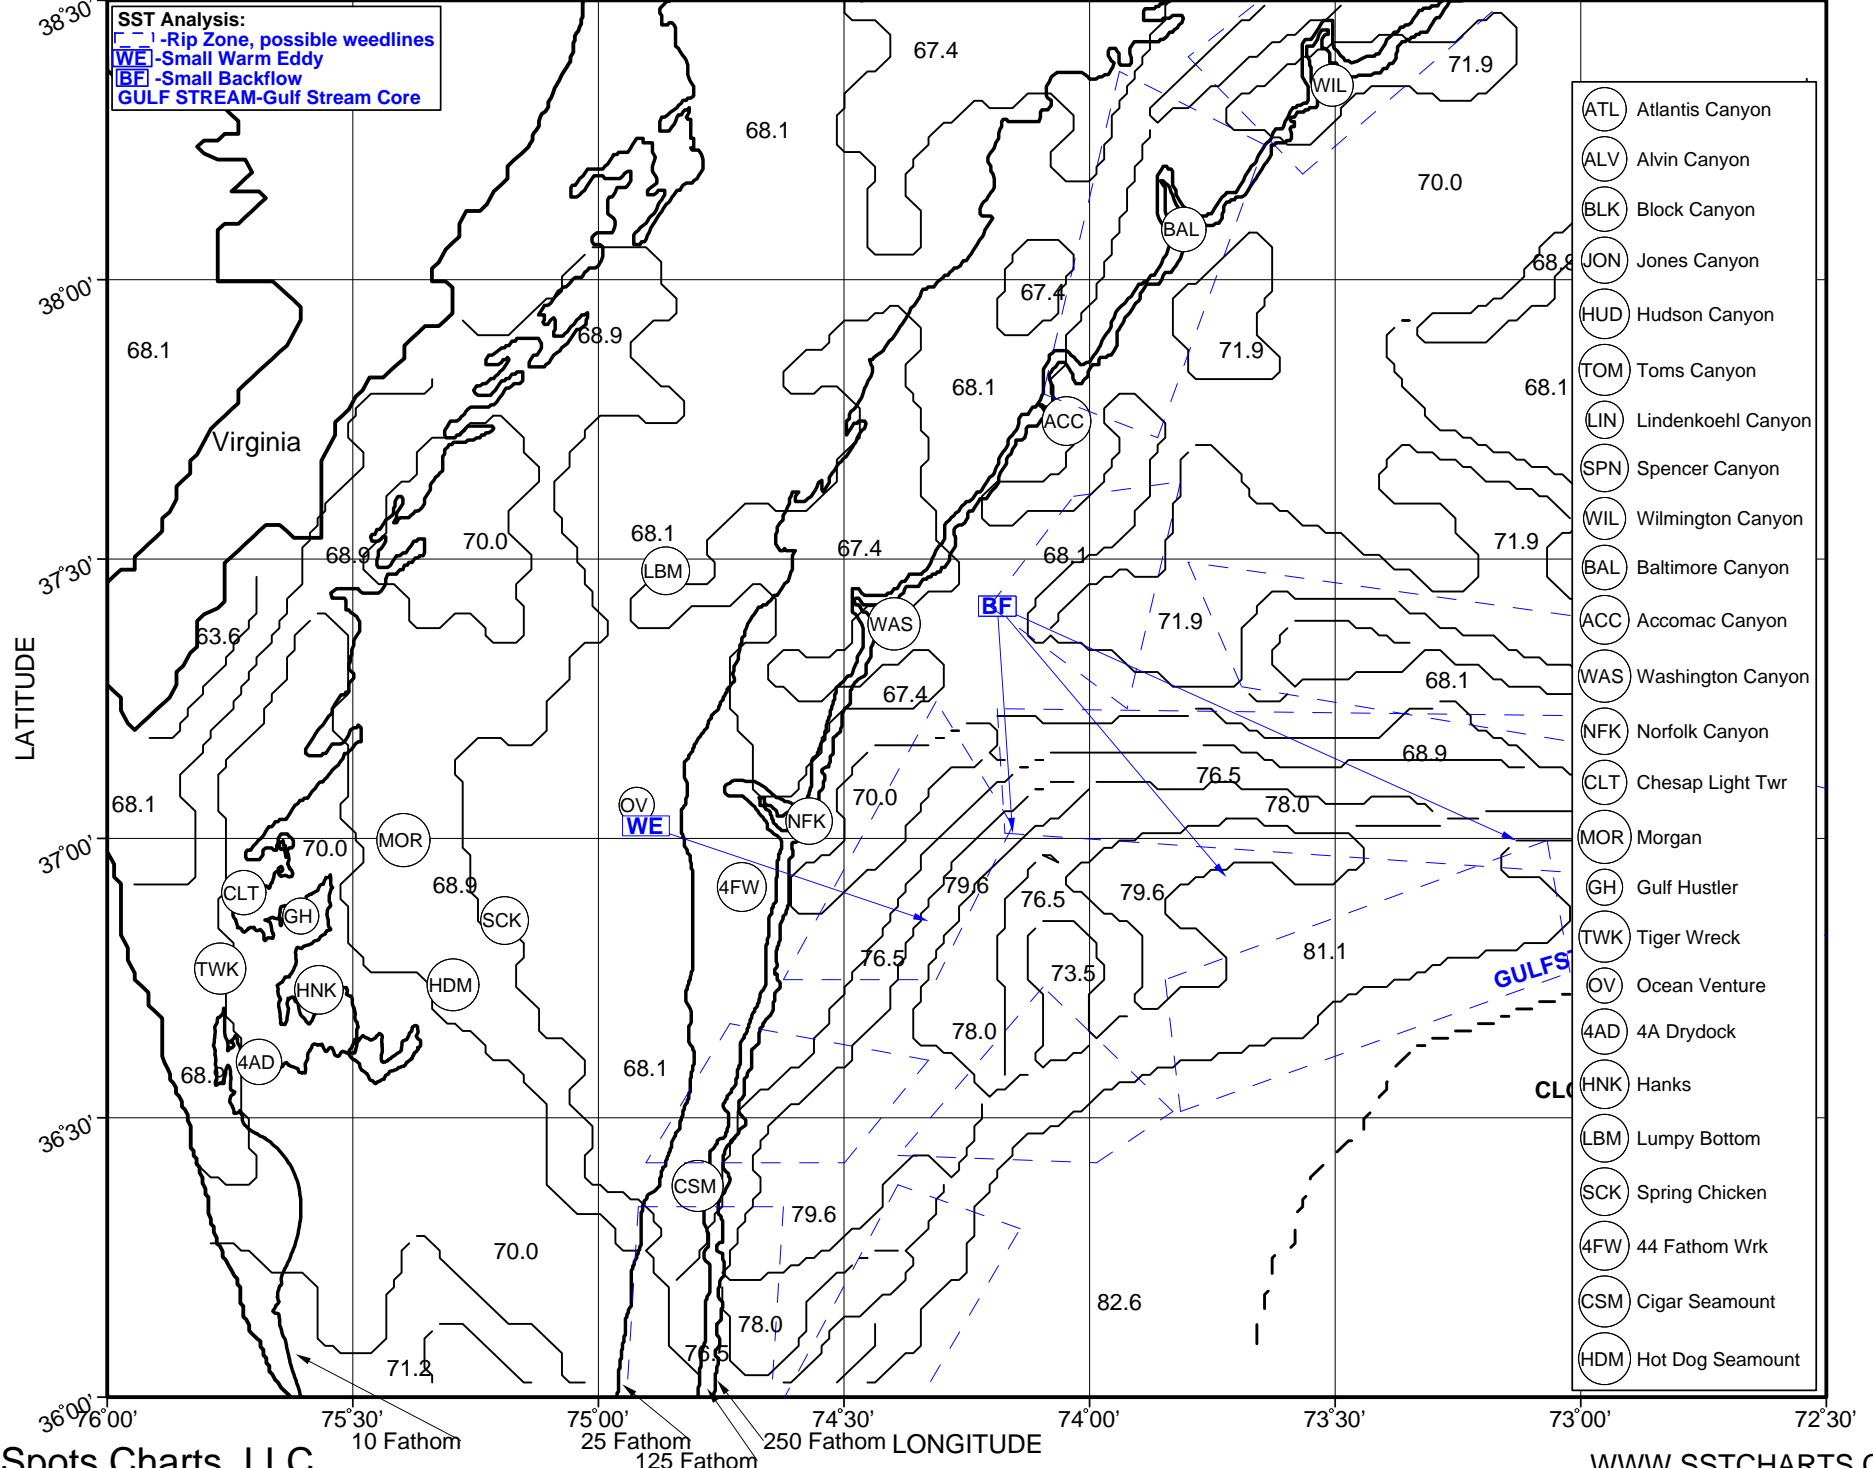 SST Analysis:
-Rip Zone, possible weedlines
WE -Small Warm Eddy
BF -Small Backflow
GULF STREAM-Gulf Stream Core
38°30'
67.4
WIL
71.9
68.1
70.0
BAL
68.9
38°00'
67.4
68.9
68.1
71.9
68.1
68.1
ACC
Virginia
70.0
68.1
67.4
68.1
71.9
68.9
37°30'
LBM
BF
WAS
71.9
63.6
68.1
67.4
68.9
76.5
70.0
78.0
68.1
OV
NFK
WE
MOR
37°00'
70.0
68.9
CLT
4FW
79.6
76.5
79.6
GH
SCK
81.1
76.5
TWK
73.5
GULFS
HNK
HDM
78.0
4AD
68.1
68.9
CLO
36°30'
CSM
79.6
70.0
82.6
78.0
76.5
71.2
36°00'
LATITUDE
ATL Atlantis Canyon
ALV Alvin Canyon
BLK Block Canyon
JON Jones Canyon
HUD Hudson Canyon
TOM Toms Canyon
LIN Lindenkoehl Canyon
SPN Spencer Canyon
WIL Wilmington Canyon
BAL Baltimore Canyon
ACC Accomac Canyon
WAS Washington Canyon
NFK Norfolk Canyon
CLT Chesap Light Twr
MOR Morgan
GH Gulf Hustler
TWK Tiger Wreck
OV Ocean Venture
4AD 4A Drydock
HNK Hanks
LBM Lumpy Bottom
SCK Spring Chicken
4FW 44 Fathom Wrk
CSM Cigar Seamount
HDM Hot Dog Seamount
76°00' 75°30' 75°00' 74°30' 74°00' 73°30' 73°00' 72°30'
10 Fathom
25 Fathom
125 Fathom
250 Fathom
LONGITUDE
Spots Charts, LLC
WWW.SSTCHARTS.C